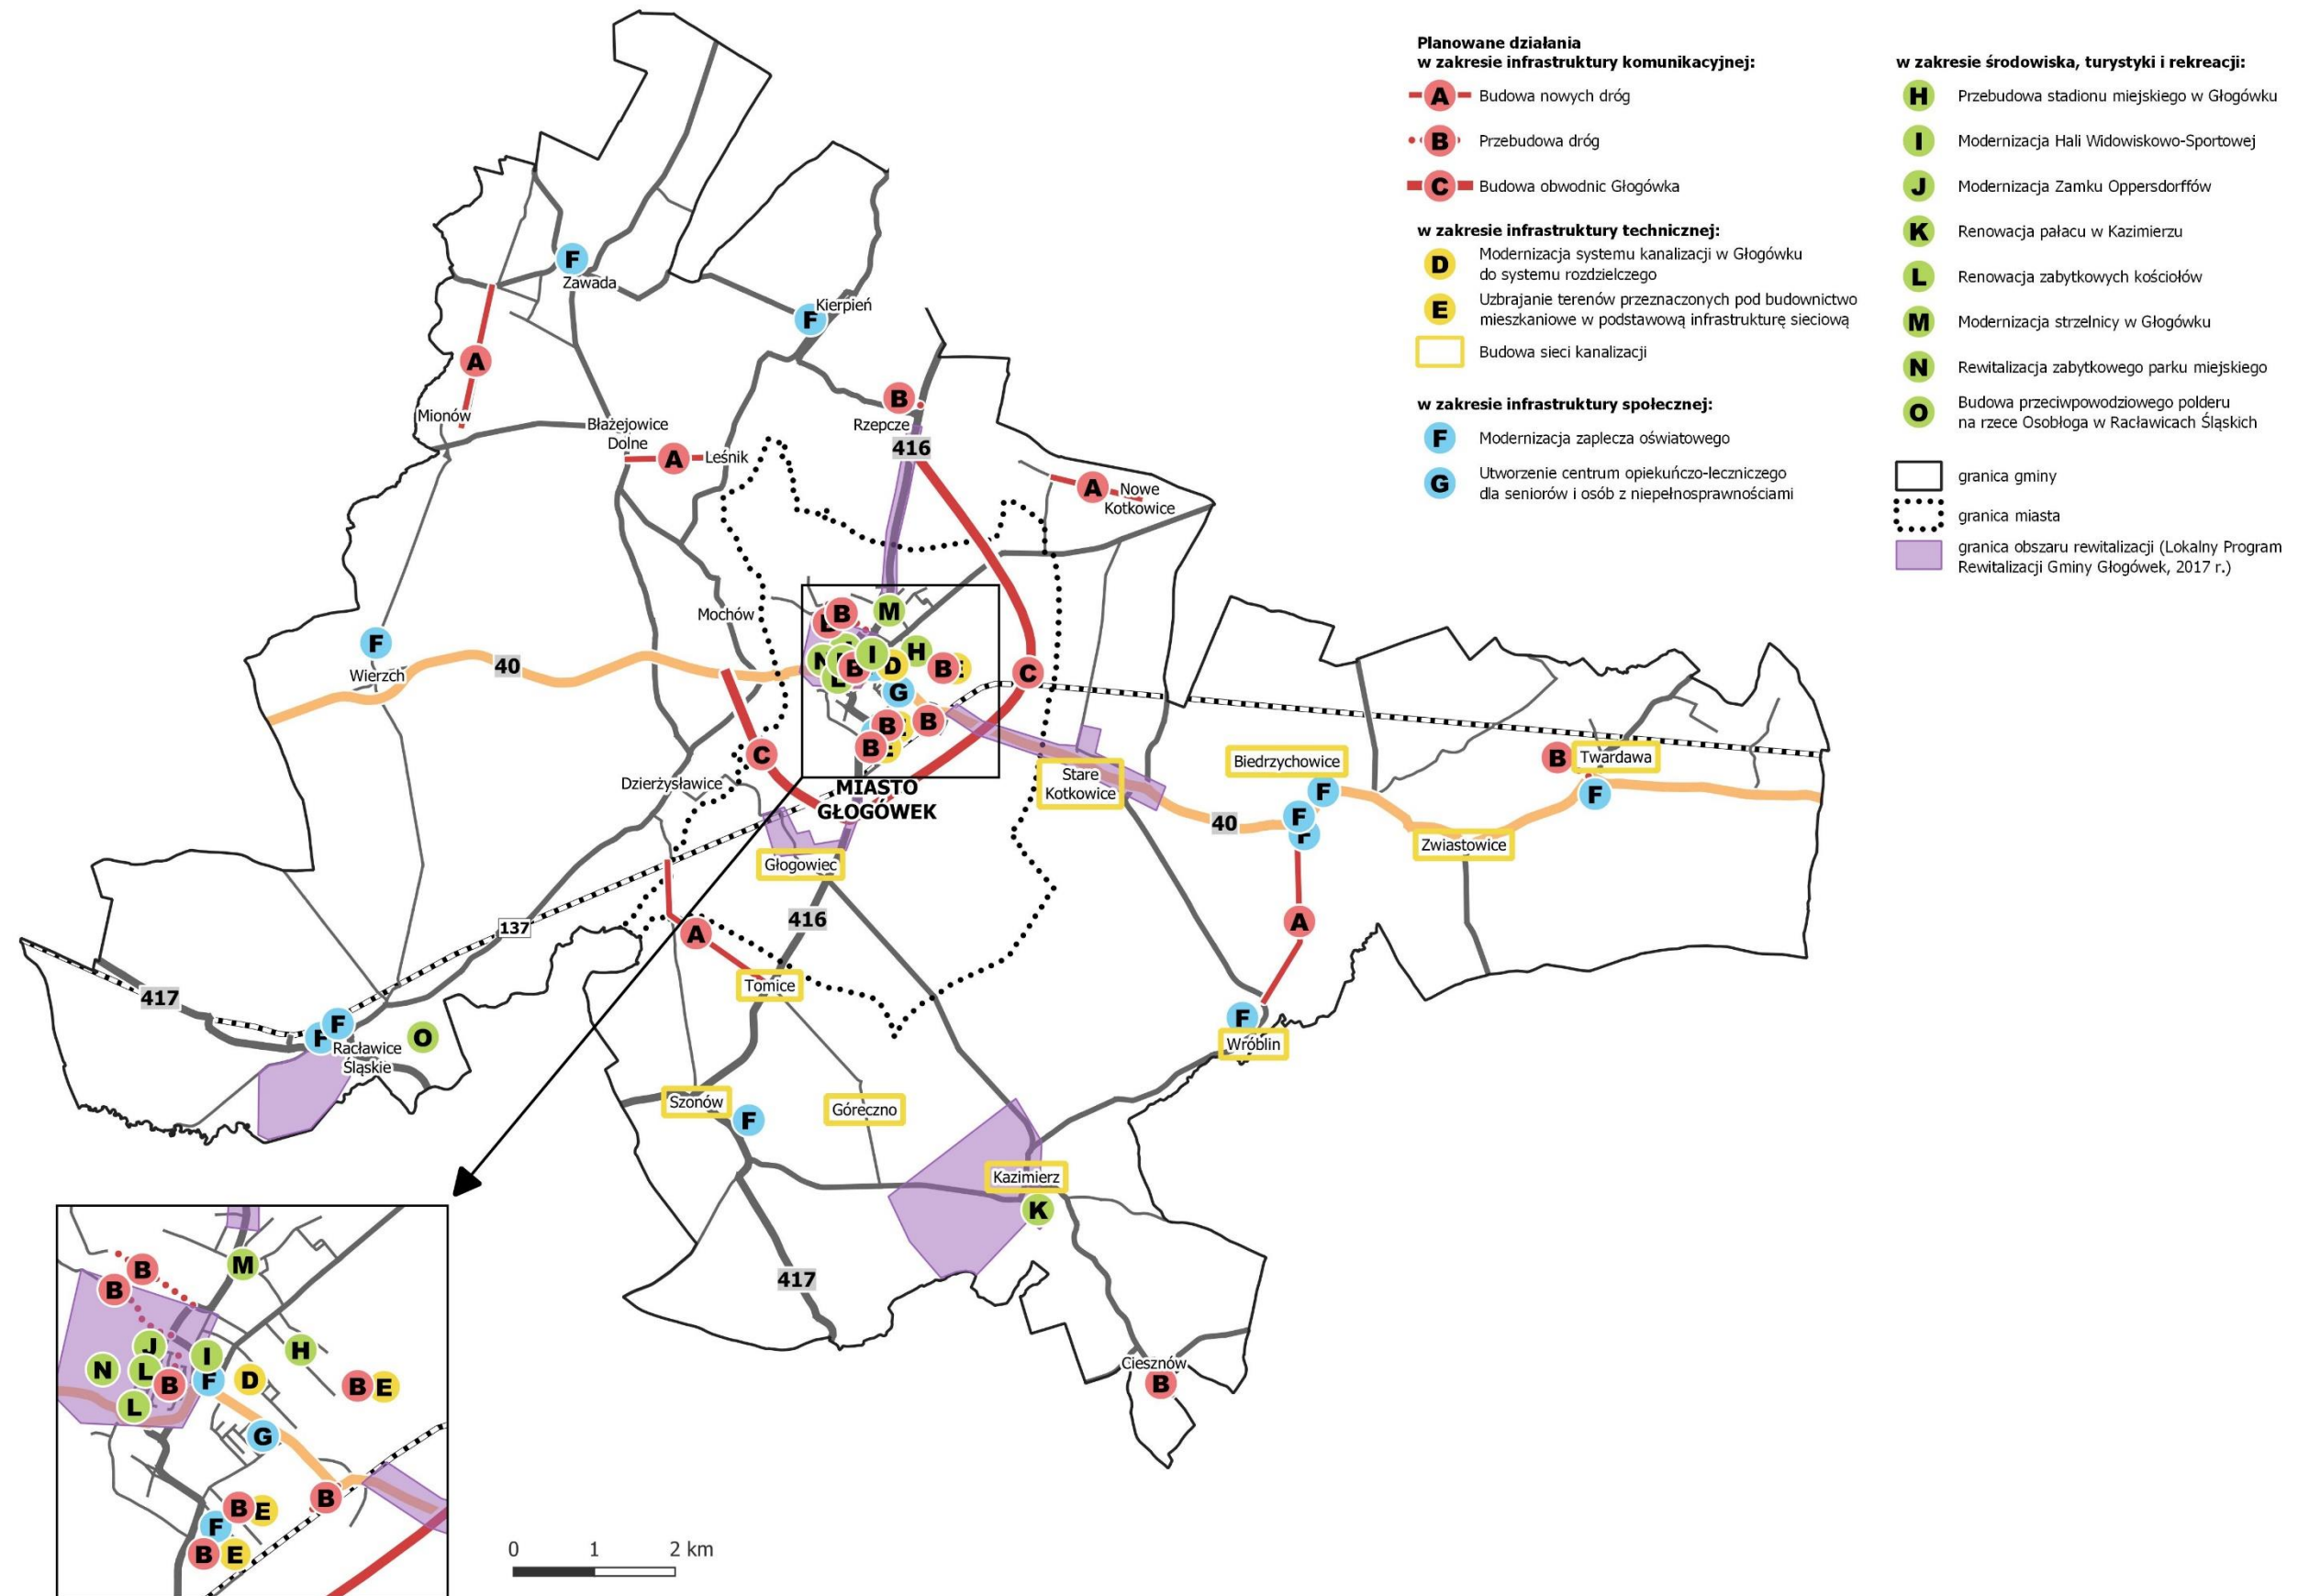 Planowane działania
w zakresie infrastruktury komunikacyjnej:
A Budowa nowych dróg
B Przebudowa dróg
C Budowa obwodnic Głogówka
w zakresie infrastruktury technicznej:
D Modernizacja systemu kanalizacji w Głogówku
do systemu rozdzielczego
E Uzbrajanie terenów przeznaczonych pod budownictwo
mieszkaniowe w podstawową infrastrukturę sieciową
Budowa sieci kanalizacji
w zakresie infrastruktury społecznej:
F Modernizacja zaplecza oświatowego
G Utworzenie centrum opiekuńczo-leczniczego
dla seniorów i osób z niepełnosprawnościami
w zakresie środowiska, turystyki i rekreacji:
H Przebudowa stadionu miejskiego w Głogówku
I Modernizacja Hali Widowiskowo-Sportowej
J Modernizacja Zamku Oppersdorffów
K Renowacja pałacu w Kazimierzu
L Renowacja zabytkowych kościołów
M Modernizacja strzelnicy w Głogówku
N Rewitalizacja zabytkowego parku miejskiego
O Budowa przeciwpowodziowego polderu
na rzece Osobłoga w Racławicach Śląskich
granica gminy
granica miasta
granica obszaru rewitalizacji (Lokalny Program
Rewitalizacji Gminy Głogówek, 2017 r.)
F
Zawada
Kierpień
F
A
Mionów
B
Rzepcze
Błażejowice
Dolne
A Leśnik
416
A Nowe
Kotkowice
Mochów
B
M
F
Wierzch
40
N
I
H
B
D
B
G
C
B
B
B
C
Dzierżysławice
MIASTO
GŁOGÓWEK
Stare
Kotkowice
Biedrzychowice
B Twardawa
F
F
F
F
40
Zwiastowice
Głogowiec
416
137
A
A
Tomice
417
F
F
Racławice
Śląskie
O
F
Wróblin
Szonów
F
Góreczno
Kazimierz
K
417
Ciesznów
B
M
B
B
J
I
H
N
L
B
F
D
B E
L
G
B
B E
F
B E
0 1 2 km